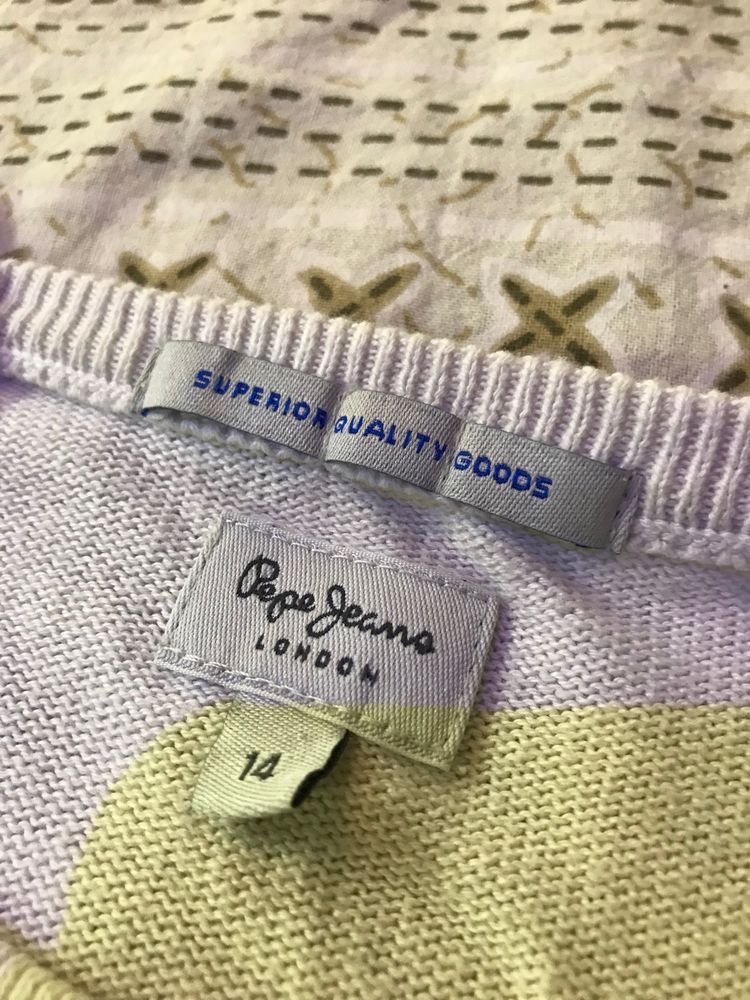 SUPERIOR QUALITY GOODS
Pepe Jeans
LONDON
14